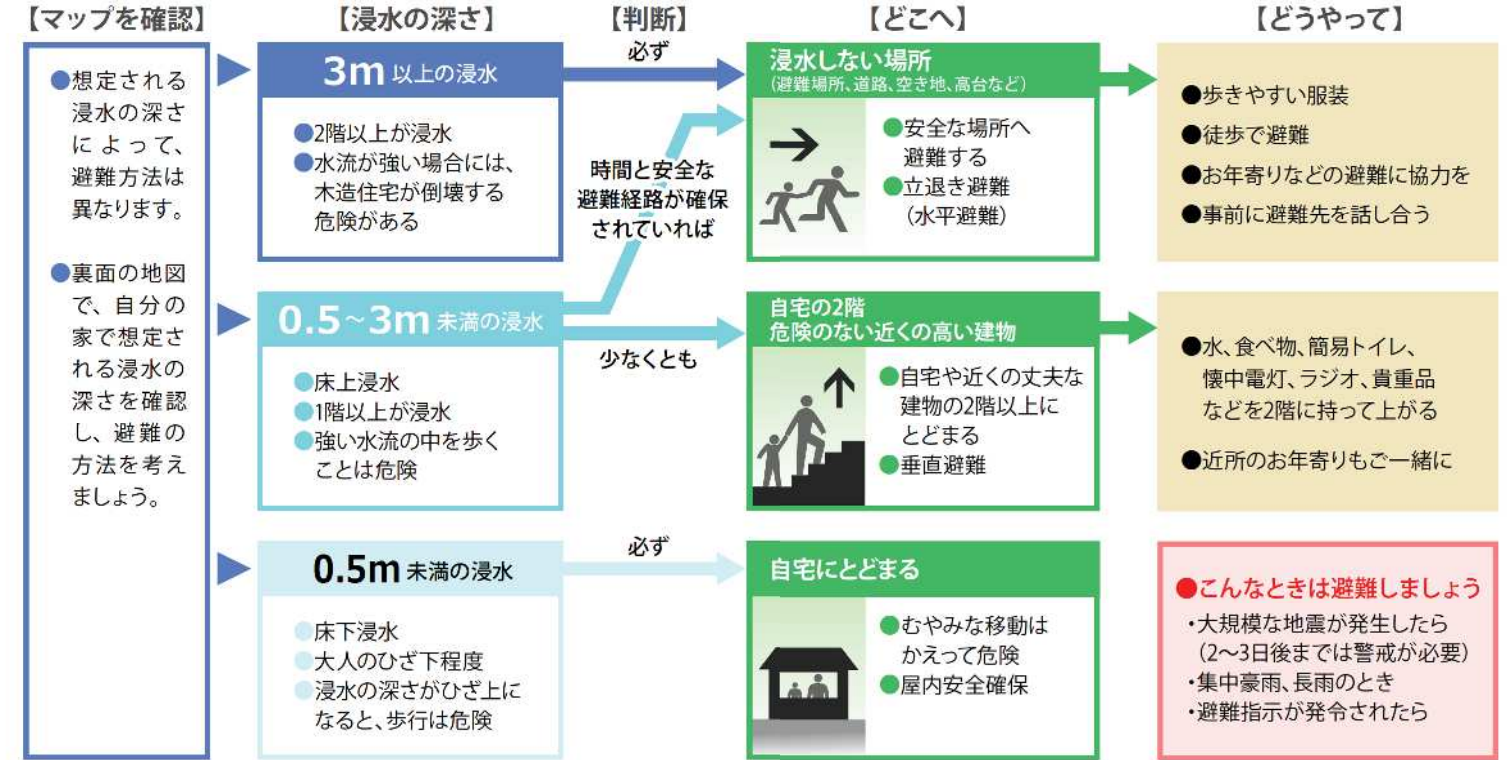 【マップを確認】
●想定される
浸水の深さ
によって、
避難方法は
異なります。
●裏面の地図
で、自分の
家で想定さ
れる浸水の
深さを確認
し、避難の
方法を考え
ましょう。
【浸水の深さ】
3m 以上の浸水
●2階以上が浸水
●水流が強い場合には、
木造住宅が倒壊する
危険がある
0.5～3m 未満の浸水
●床上浸水
●1階以上が浸水
●強い水流の中を歩く
ことは危険
0.5m 未満の浸水
●床下浸水
●大人のひざ下程度
●浸水の深さがひざ上に
なると、歩行は危険
【判断】
必ず
時間と安全な
避難経路が確保
されていれば
少なくとも
必ず
【どこへ】
浸水しない場所
（避難場所、道路、空き地、高台など）
●安全な場所へ
避難する
●立退き避難
（水平避難）
自宅の2階
危険のない近くの高い建物
●自宅や近くの丈夫な
建物の2階以上に
とどまる
●垂直避難
自宅にとどまる
●むやみな移動は
かえって危険
●屋内安全確保
【どうやって】
●歩きやすい服装
●徒歩で避難
●お年寄りなどの避難に協力を
●事前に避難先を話し合う
●水、食べ物、簡易トイレ、
懐中電灯、ラジオ、貴重品
などを2階に持って上がる
●近所のお年寄りもご一緒に
●こんなときは避難しましょう
・大規模な地震が発生したら
（2～3日後までは警戒が必要）
・集中豪雨、長雨のとき
・避難指示が発令されたら